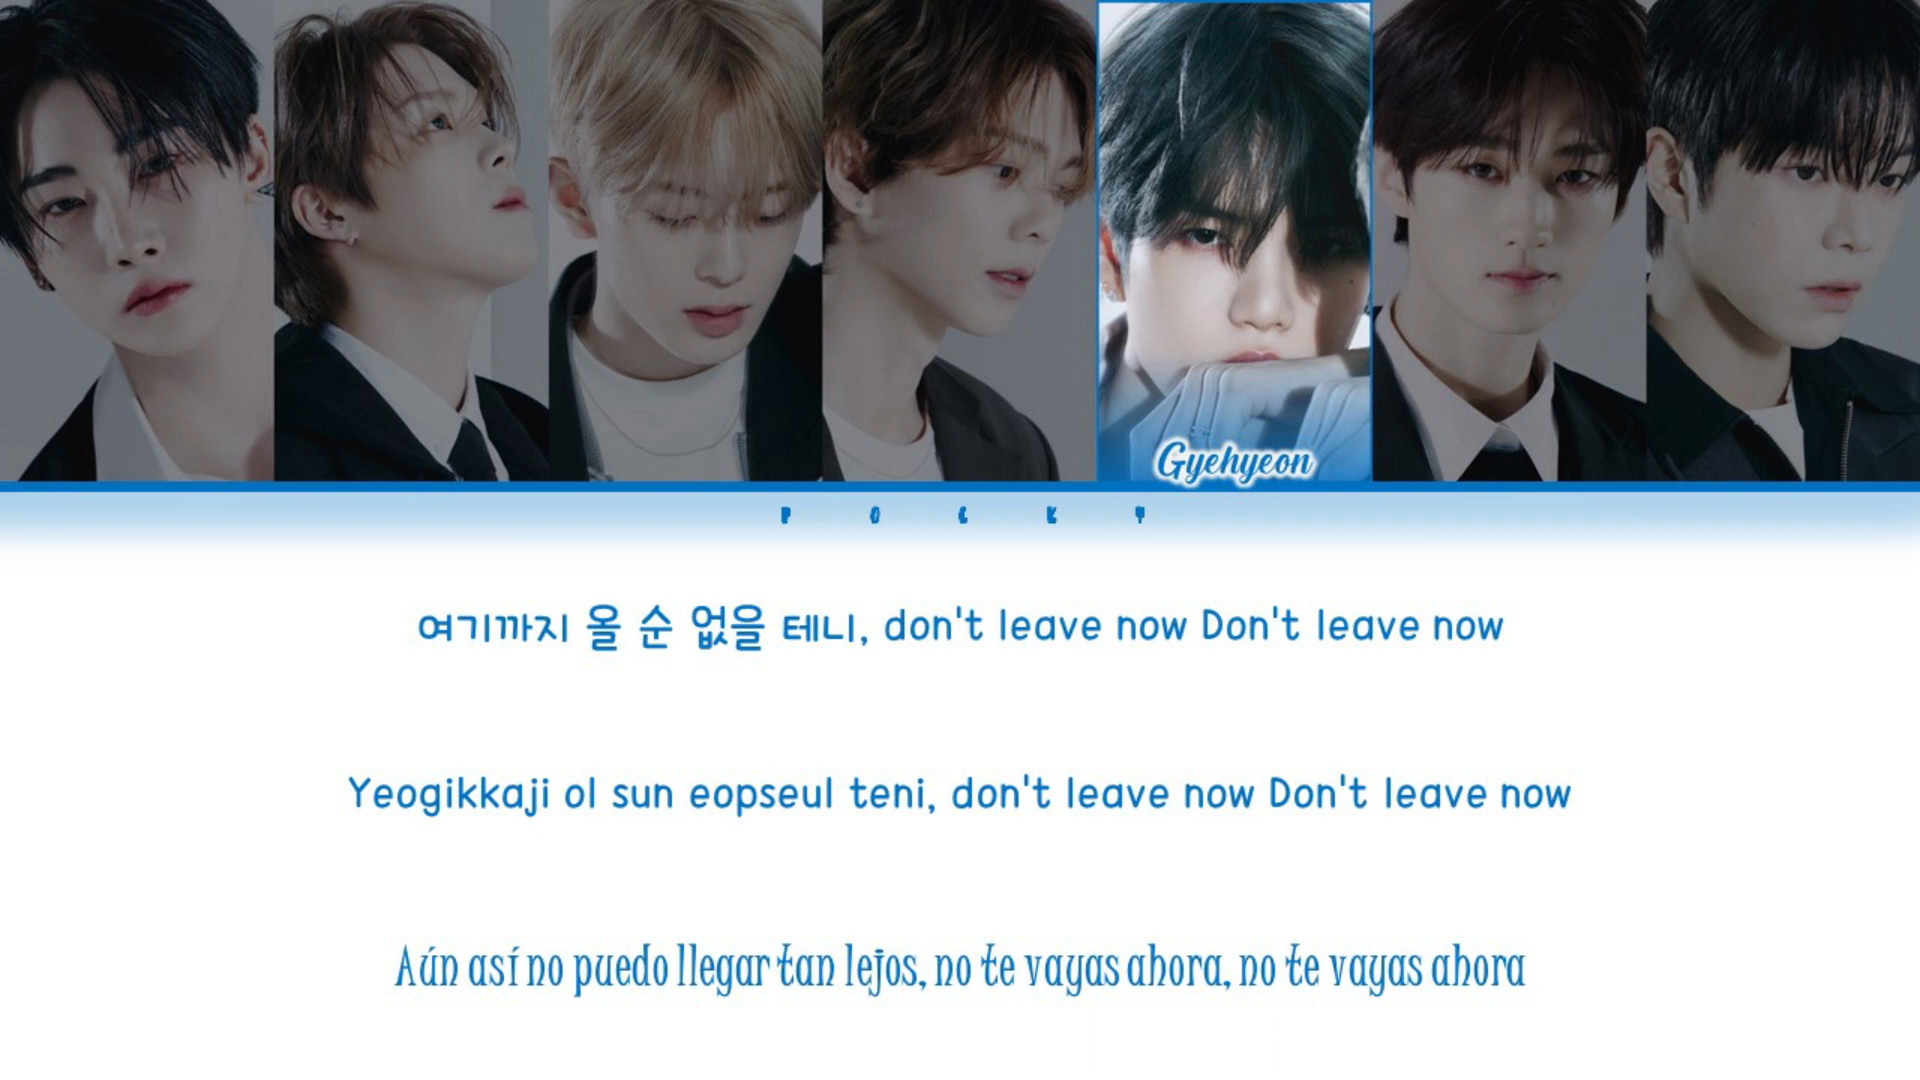 Gyehyeon
P O C K Y
여기까지 올 순 없을 테니, don't leave now Don't leave now
Yeogikkaji ol sun eopseul teni, don't leave now Don't leave now
Aún así no puedo llegar tan lejos, no te vayas ahora, no te vayas ahora